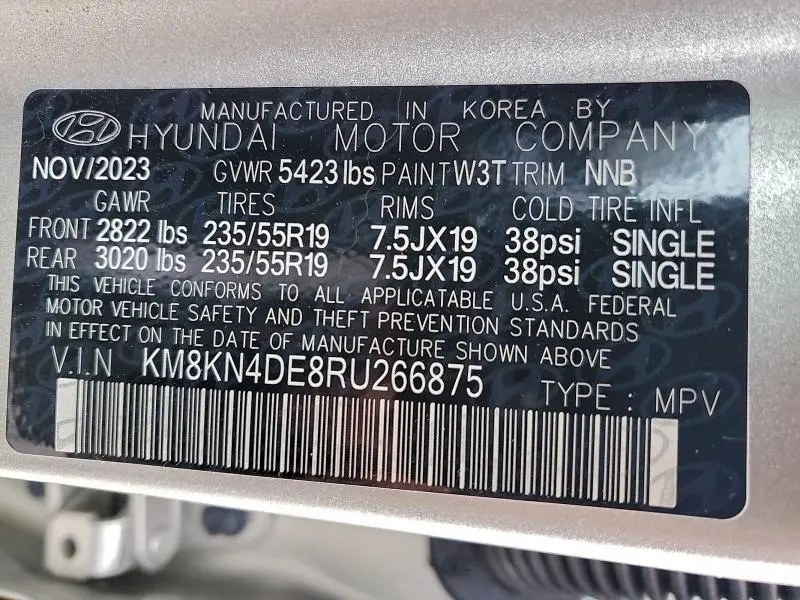 MANUFACTURED IN KOREA BY
HYUNDAI MOTOR COMPANY
NOV/2023 GVWR 5423 lbs PAINT W3T TRIM NNB
GAWR TIRES RIMS COLD TIRE INFL
FRONT 2822 lbs 235/55R19 7.5JX19 38psi SINGLE
REAR 3020 lbs 235/55R19 7.5JX19 38psi SINGLE
THIS VEHICLE CONFORMS TO ALL APPLICATABLE U.S.A. FEDERAL
MOTOR VEHICLE SAFETY AND THEFT PREVENTION STANDARDS
IN EFFECT ON THE DATE OF MANUFACTURE SHOWN ABOVE
V.I.N KM8KN4DE8RU266875 TYPE : MPV